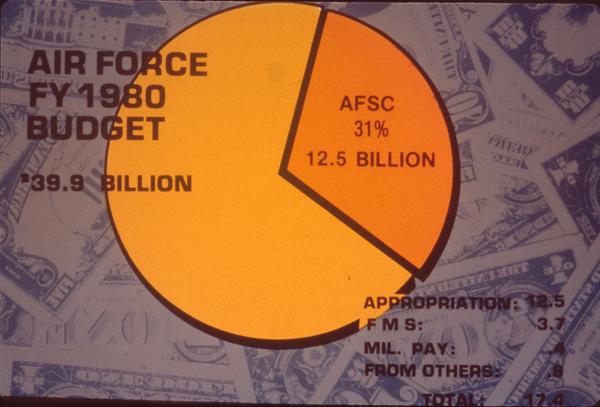 AIR FORCE
FY 1980
BUDGET
$39.9 BILLION
AFSC
31%
12.5 BILLION
APPROPRIATION: 12.5
FMS: 3.7
MIL. PAY: .4
FROM OTHERS: .8
TOTAL: 17.4